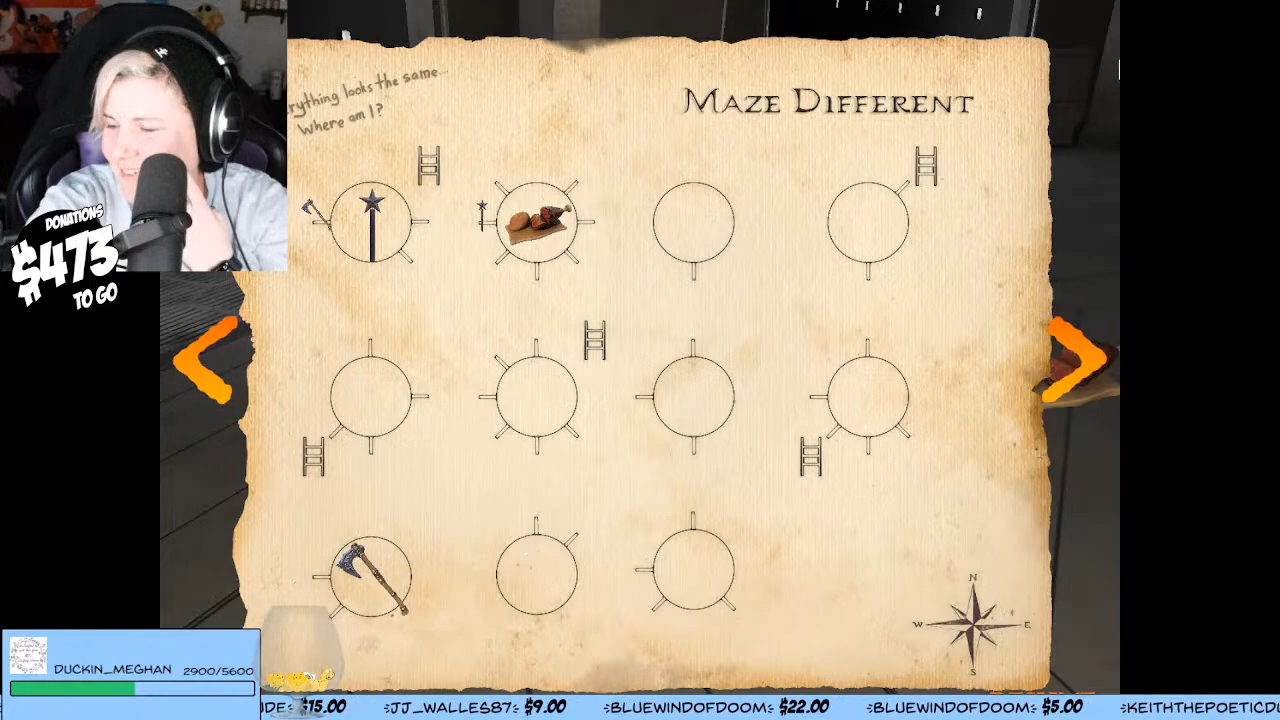 rything looks the same...
Where am I?
Maze Different
DONATIONS
$473
TO GO
N
W E
S
DUCKIN_MEGHAN 2900/5600
$15.00 JJ_WALLES87: $9.00 BLUEWINDOFDOOM: $22.00 BLUEWINDOFDOOM: $5.00 KEITHTHEPOETICDU